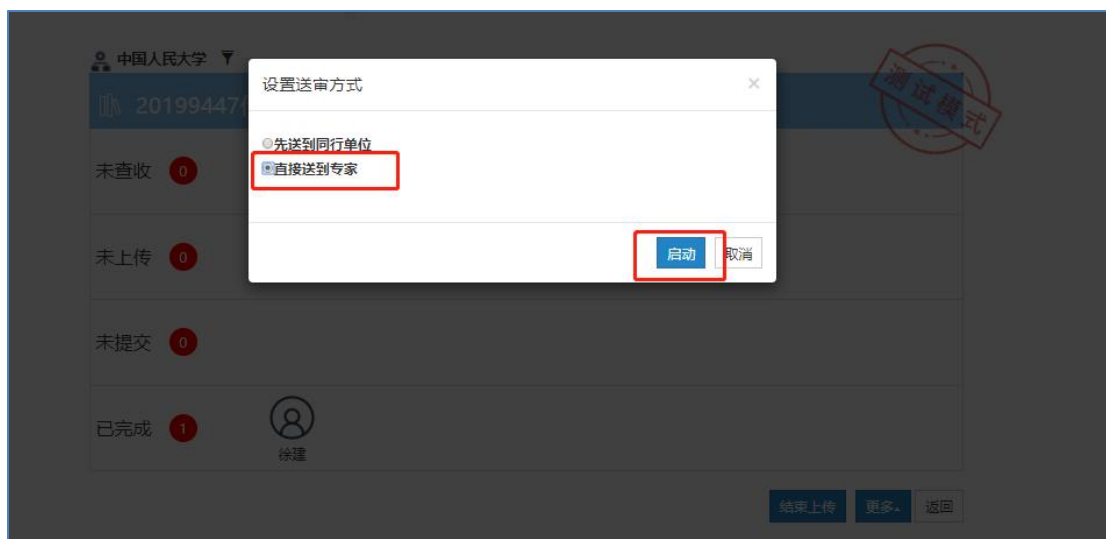 中国人民大学
设置送审方式
×
20199447
测试模式
先送到同行单位
直接送到专家
未查收 0
启动 取消
未上传 0
未提交 0
已完成 1
徐建
结束上传 更多 返回